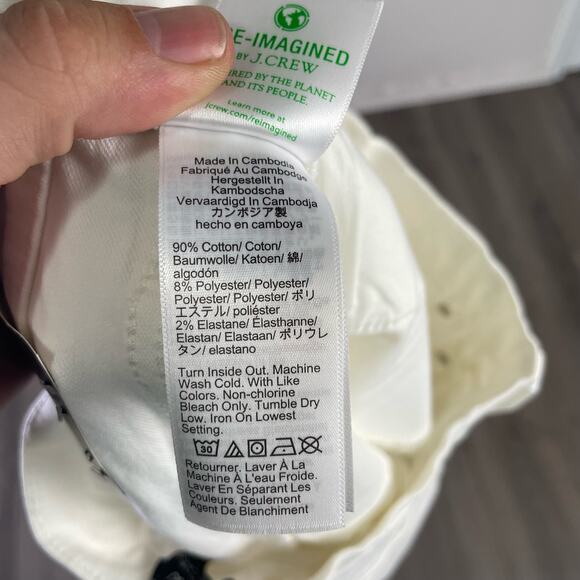 E-IMAGINED
BY J.CREW
IRED BY THE PLANET
AND ITS PEOPLE.
Learn more at
jcrew.com/reimagined
Made In Cambodia
Fabriqué Au Cambodge
Hergestellt In
Kambodscha
Vervaardigd In Cambodja
カンボジア製
hecho en camboya
90% Cotton/ Coton/
Baumwolle/ Katoen/ 綿/
algodón
8% Polyester/ Polyester/
Polyester/ Polyester/ ポリ
エステル/ poliéster
2% Elastane/ Élasthanne/
Elastan/ Elastaan/ ポリウレ
タン/ elastano
Turn Inside Out. Machine
Wash Cold. With Like
Colors. Non-chlorine
Bleach Only. Tumble Dry
Low. Iron On Lowest
Setting.
30
Retourner. Laver À La
Machine À L'eau Froide.
Laver En Séparant Les
Couleurs. Seulement
Agent De Blanchiment